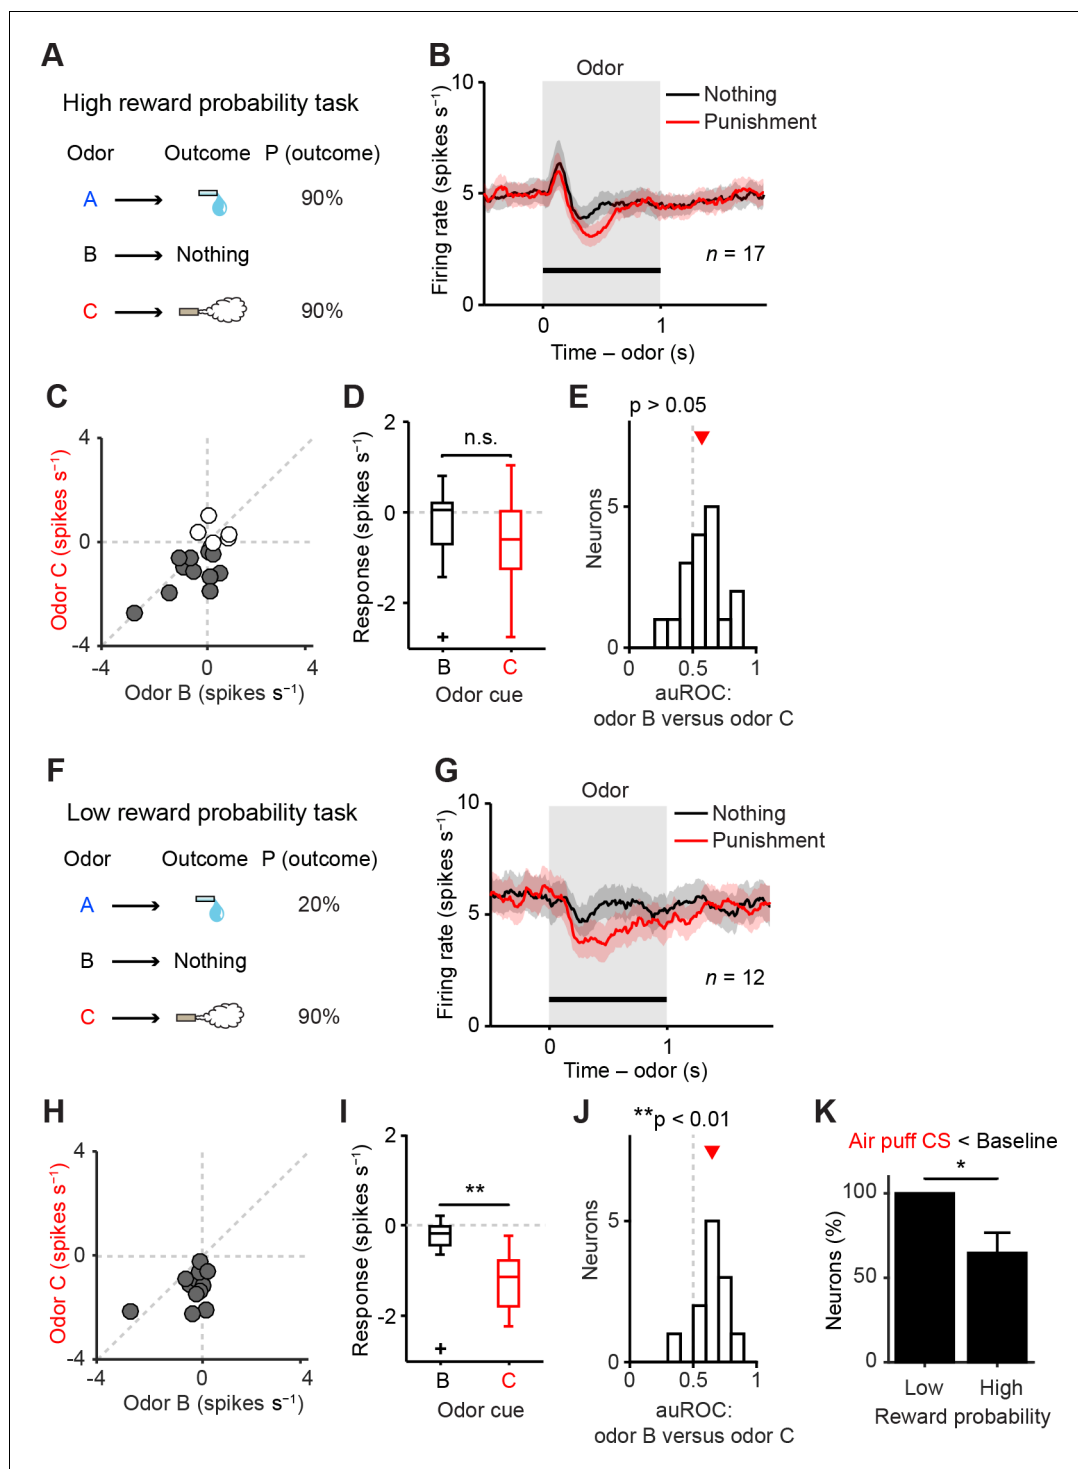 A
High reward probability task
Odor Outcome P (outcome)
A 90%
B Nothing
C 90%
B
Odor
10
5
0
Firing rate (spikes s⁻¹)
Nothing
Punishment
n = 17
0 1
Time – odor (s)
C
4
0
-4
Odor C (spikes s⁻¹)
-4 0 4
Odor B (spikes s⁻¹)
D
2
0
-2
Response (spikes s⁻¹)
n.s.
B C
Odor cue
E
p > 0.05
5
0
Neurons
0 0.5 1
auROC:
odor B versus odor C
F
Low reward probability task
Odor Outcome P (outcome)
A 20%
B Nothing
C 90%
G
Odor
10
5
0
Firing rate (spikes s⁻¹)
Nothing
Punishment
n = 12
0 1
Time – odor (s)
H
4
0
-4
Odor C (spikes s⁻¹)
-4 0 4
Odor B (spikes s⁻¹)
I
2
0
-2
Response (spikes s⁻¹)
**
B C
Odor cue
J
**p < 0.01
5
0
Neurons
0 0.5 1
auROC:
odor B versus odor C
K
Air puff CS < Baseline
*
100
50
0
Neurons (%)
Low High
Reward probability